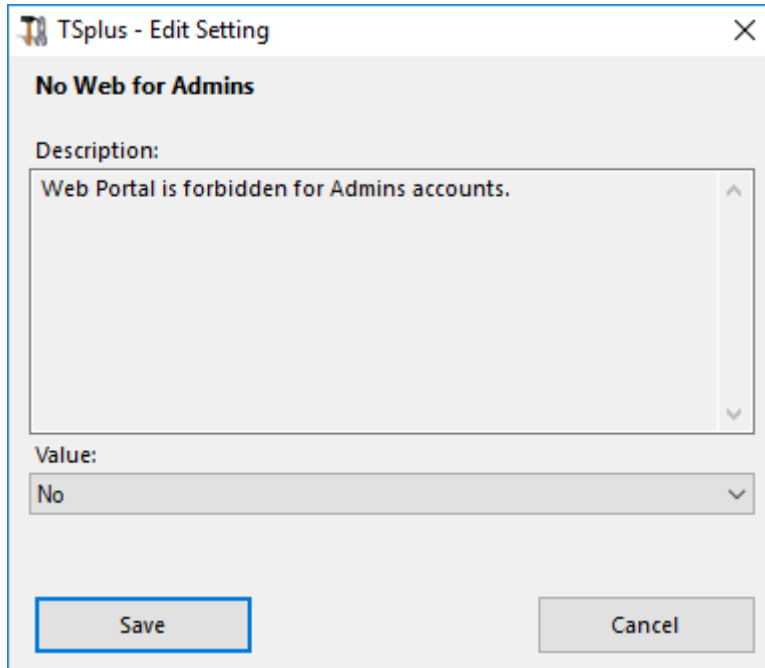 TSplus - Edit Setting
No Web for Admins
Description:
Web Portal is forbidden for Admins accounts.
Value:
No
Save
Cancel